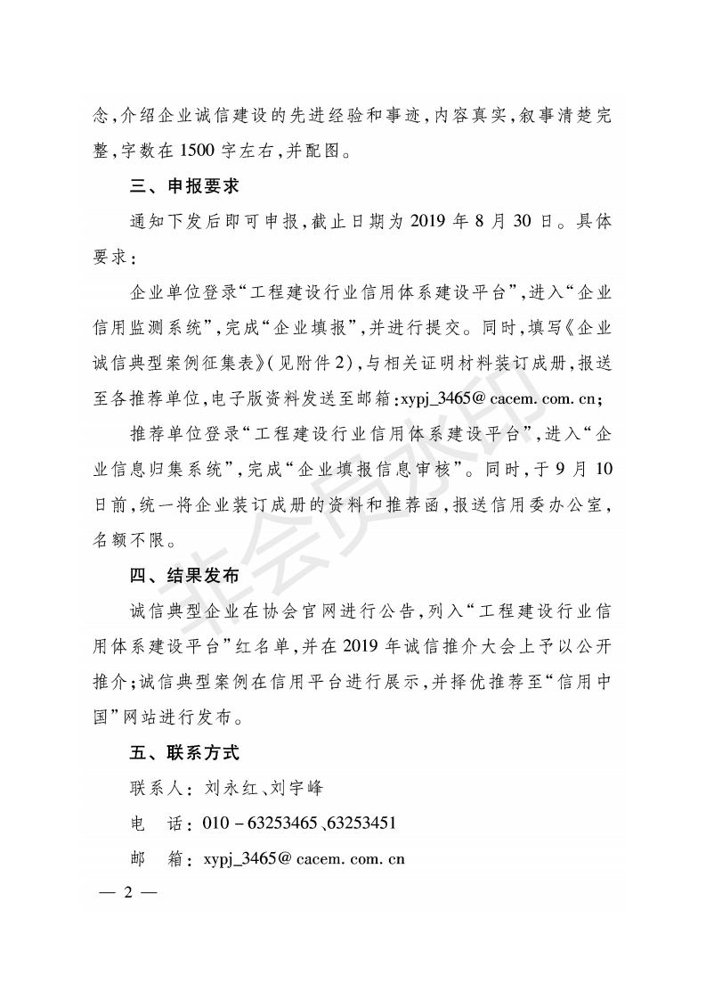 念,介绍企业诚信建设的先进经验和事迹,内容真实,叙事清楚完
整,字数在 1500 字左右,并配图。
三、申报要求
通知下发后即可申报,截止日期为 2019 年 8 月 30 日。具体
要求:
企业单位登录“工程建设行业信用体系建设平台”,进入“企业
信用监测系统”,完成“企业填报”,并进行提交。同时,填写《企业
诚信典型案例征集表》(见附件2),与相关证明材料装订成册,报送
至各推荐单位,电子版资料发送至邮箱:xypj_3465@cacem.com.cn;
推荐单位登录“工程建设行业信用体系建设平台”,进入“企
业信息归集系统”,完成“企业填报信息审核”。同时,于 9 月 10
日前,统一将企业装订成册的资料和推荐函,报送信用委办公室,
名额不限。
四、结果发布
诚信典型企业在协会官网进行公告,列入“工程建设行业信
用体系建设平台”红名单,并在 2019 年诚信推介大会上予以公开
推介;诚信典型案例在信用平台进行展示,并择优推荐至“信用中
国”网站进行发布。
五、联系方式
联系人: 刘永红、刘宇峰
电　话: 010-63253465、63253451
邮　箱: xypj_3465@cacem.com.cn
— 2 —
非会员水印